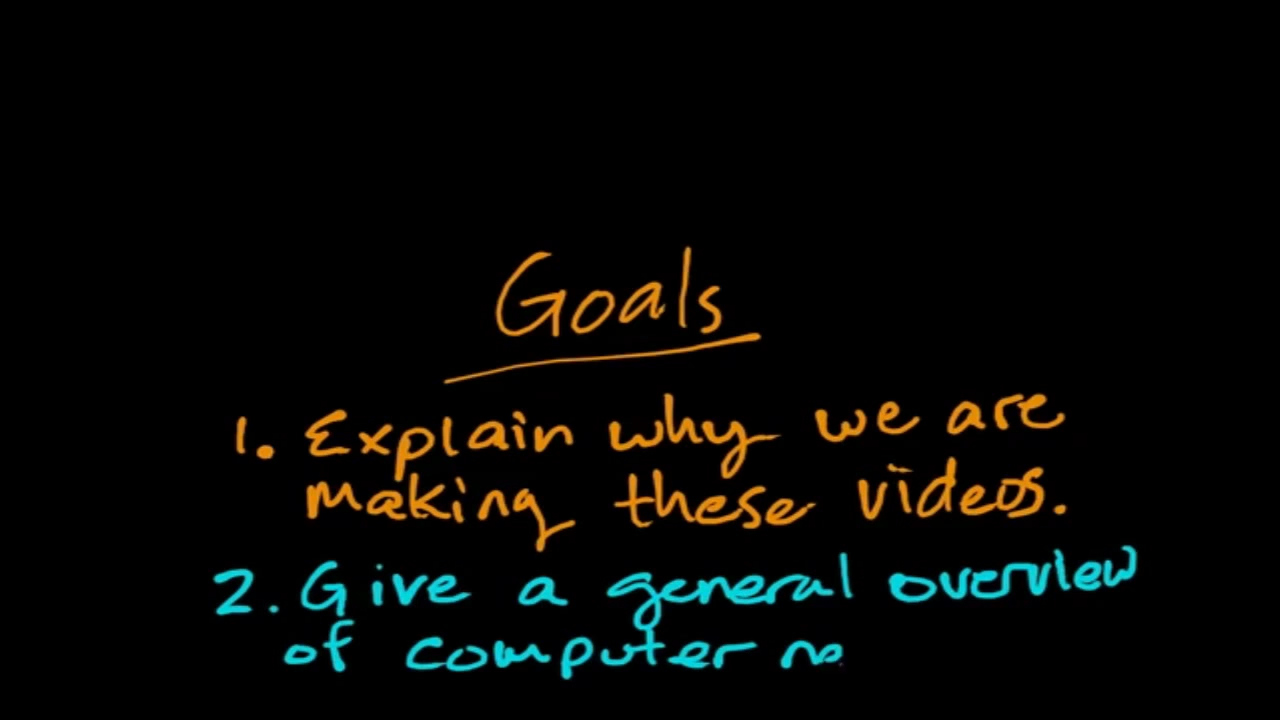 Goals
1. Explain why we are
making these videos.
2. Give a general overview
of computer